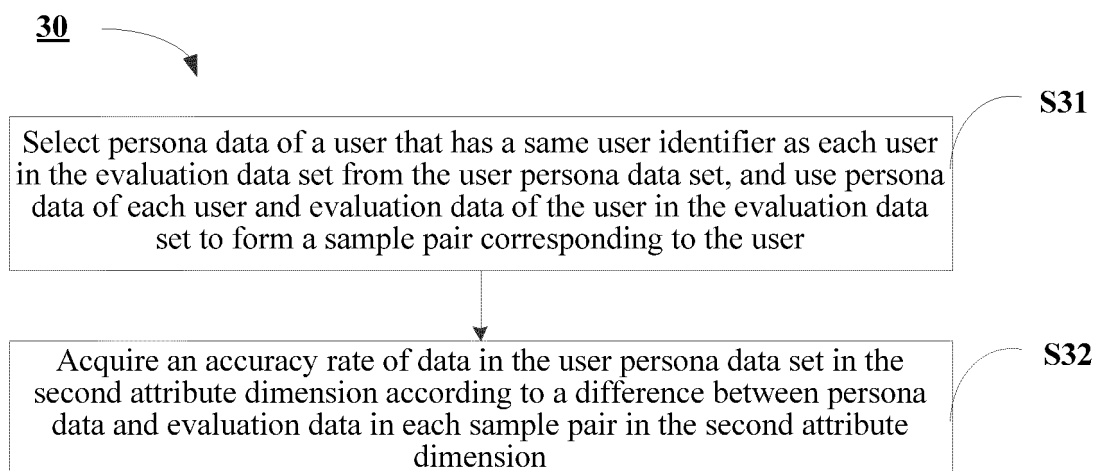 30
S31
Select persona data of a user that has a same user identifier as each user
in the evaluation data set from the user persona data set, and use persona
data of each user and evaluation data of the user in the evaluation data
set to form a sample pair corresponding to the user
S32
Acquire an accuracy rate of data in the user persona data set in the
second attribute dimension according to a difference between persona
data and evaluation data in each sample pair in the second attribute
dimension